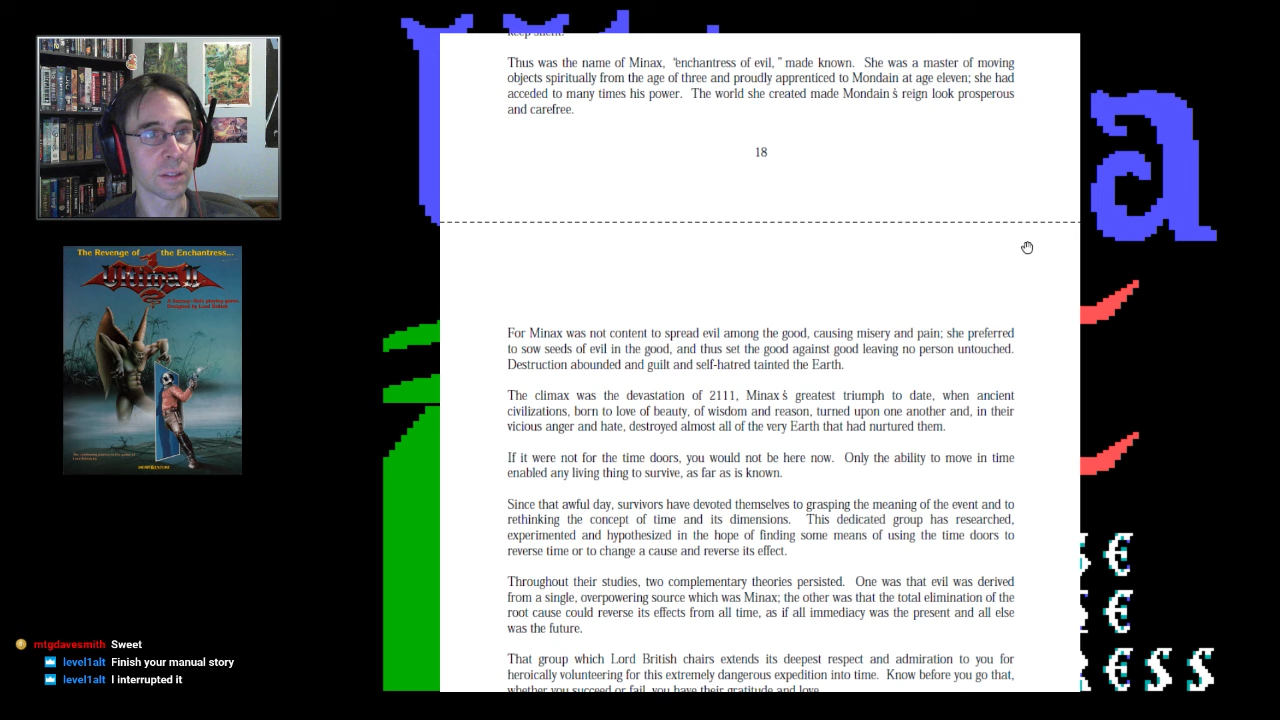 keep silent.
Thus was the name of Minax, “enchantress of evil,” made known. She was a master of moving
objects spiritually from the age of three and proudly apprenticed to Mondain at age eleven; she had
acceded to many times his power. The world she created made Mondain's reign look prosperous
and carefree.
18
For Minax was not content to spread evil among the good, causing misery and pain; she preferred
to sow seeds of evil in the good, and thus set the good against good leaving no person untouched.
Destruction abounded and guilt and self-hatred tainted the Earth.
The climax was the devastation of 2111, Minax's greatest triumph to date, when ancient
civilizations, born to love of beauty, of wisdom and reason, turned upon one another and, in their
vicious anger and hate, destroyed almost all of the very Earth that had nurtured them.
If it were not for the time doors, you would not be here now. Only the ability to move in time
enabled any living thing to survive, as far as is known.
Since that awful day, survivors have devoted themselves to grasping the meaning of the event and to
rethinking the concept of time and its dimensions. This dedicated group has researched,
experimented and hypothesized in the hope of finding some means of using the time doors to
reverse time or to change a cause and reverse its effect.
Throughout their studies, two complementary theories persisted. One was that evil was derived
from a single, overpowering source which was Minax; the other was that the total elimination of the
root cause could reverse its effects from all time, as if all immediacy was the present and all else
was the future.
That group which Lord British chairs extends its deepest respect and admiration to you for
heroically volunteering for this extremely dangerous expedition into time. Know before you go that,
whether you succeed or fail, you have their gratitude and love.
The Revenge of the Enchantress...
Ultima II
mtgdavesmith Sweet
level1alt Finish your manual story
level1alt I interrupted it
a
ESS